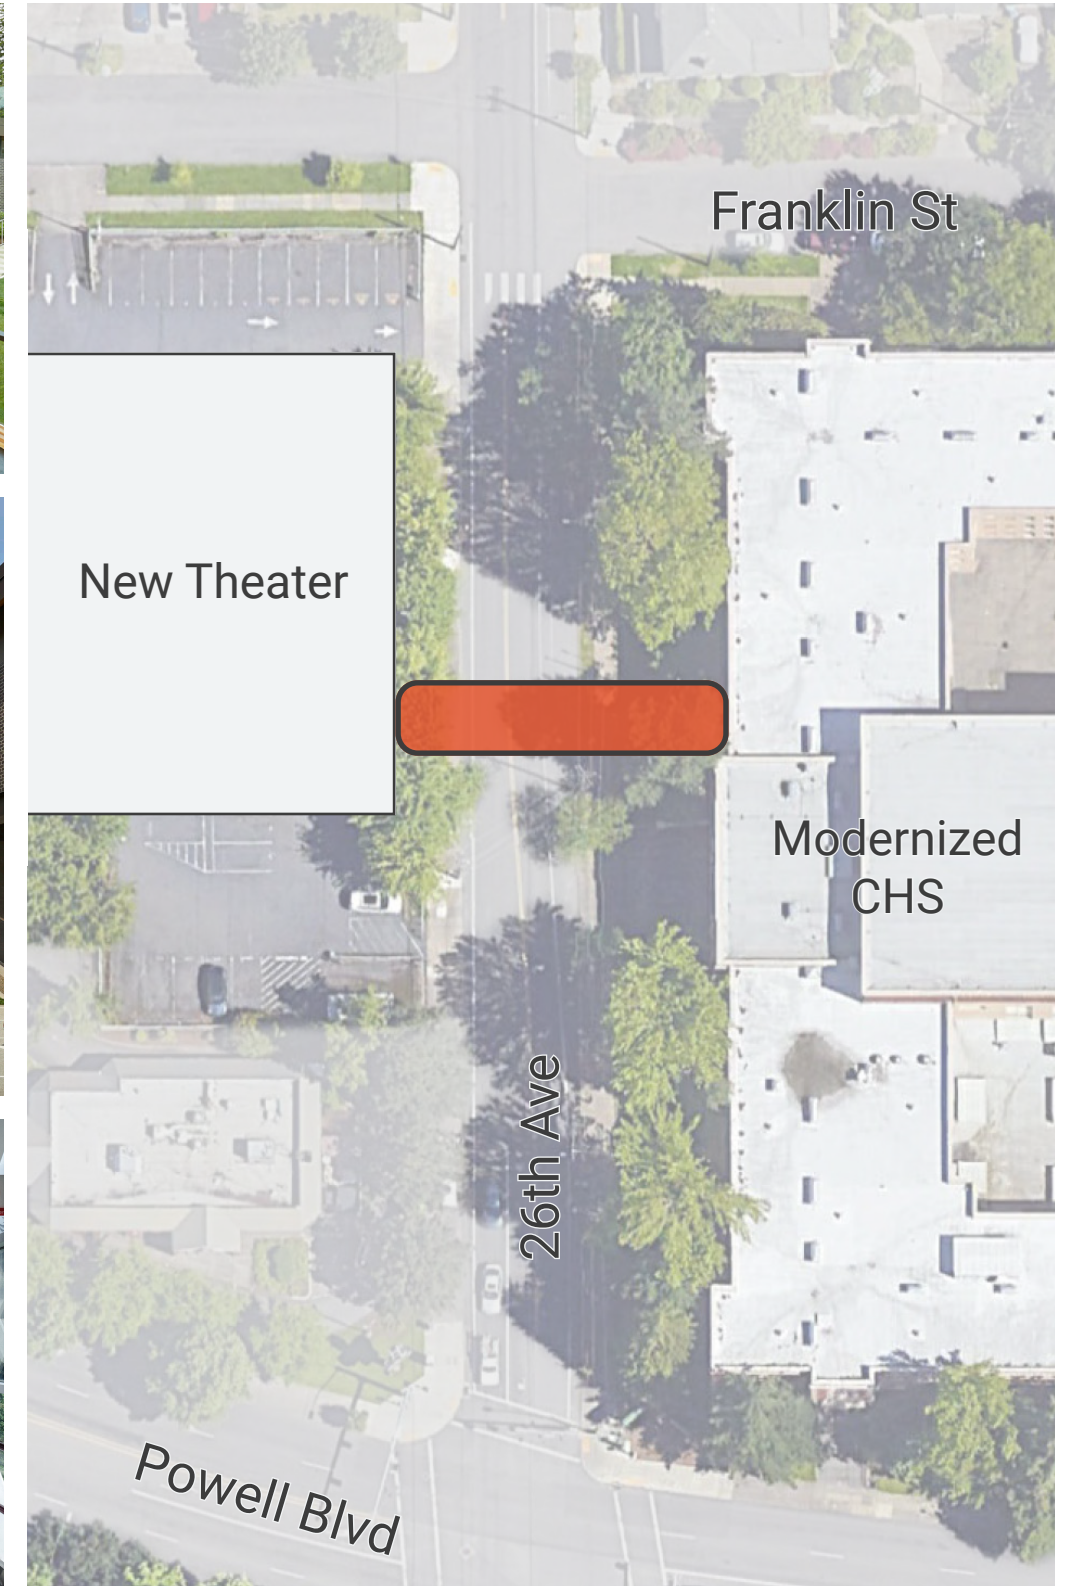 Franklin St
New Theater
Modernized
CHS
26th Ave
Powell Blvd